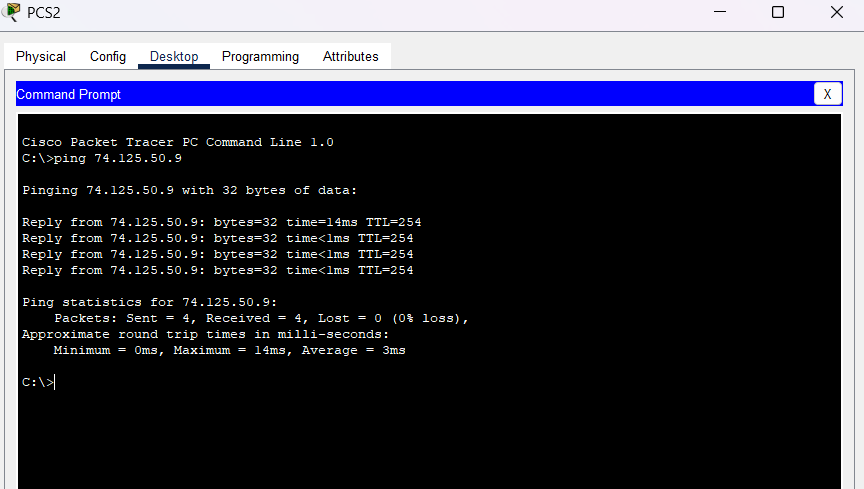 PCS2
Physical Config Desktop Programming Attributes
Command Prompt X
Cisco Packet Tracer PC Command Line 1.0
C:\>ping 74.125.50.9
Pinging 74.125.50.9 with 32 bytes of data:
Reply from 74.125.50.9: bytes=32 time=14ms TTL=254
Reply from 74.125.50.9: bytes=32 time<1ms TTL=254
Reply from 74.125.50.9: bytes=32 time<1ms TTL=254
Reply from 74.125.50.9: bytes=32 time<1ms TTL=254
Ping statistics for 74.125.50.9:
Packets: Sent = 4, Received = 4, Lost = 0 (0% loss),
Approximate round trip times in milli-seconds:
Minimum = 0ms, Maximum = 14ms, Average = 3ms
C:\>